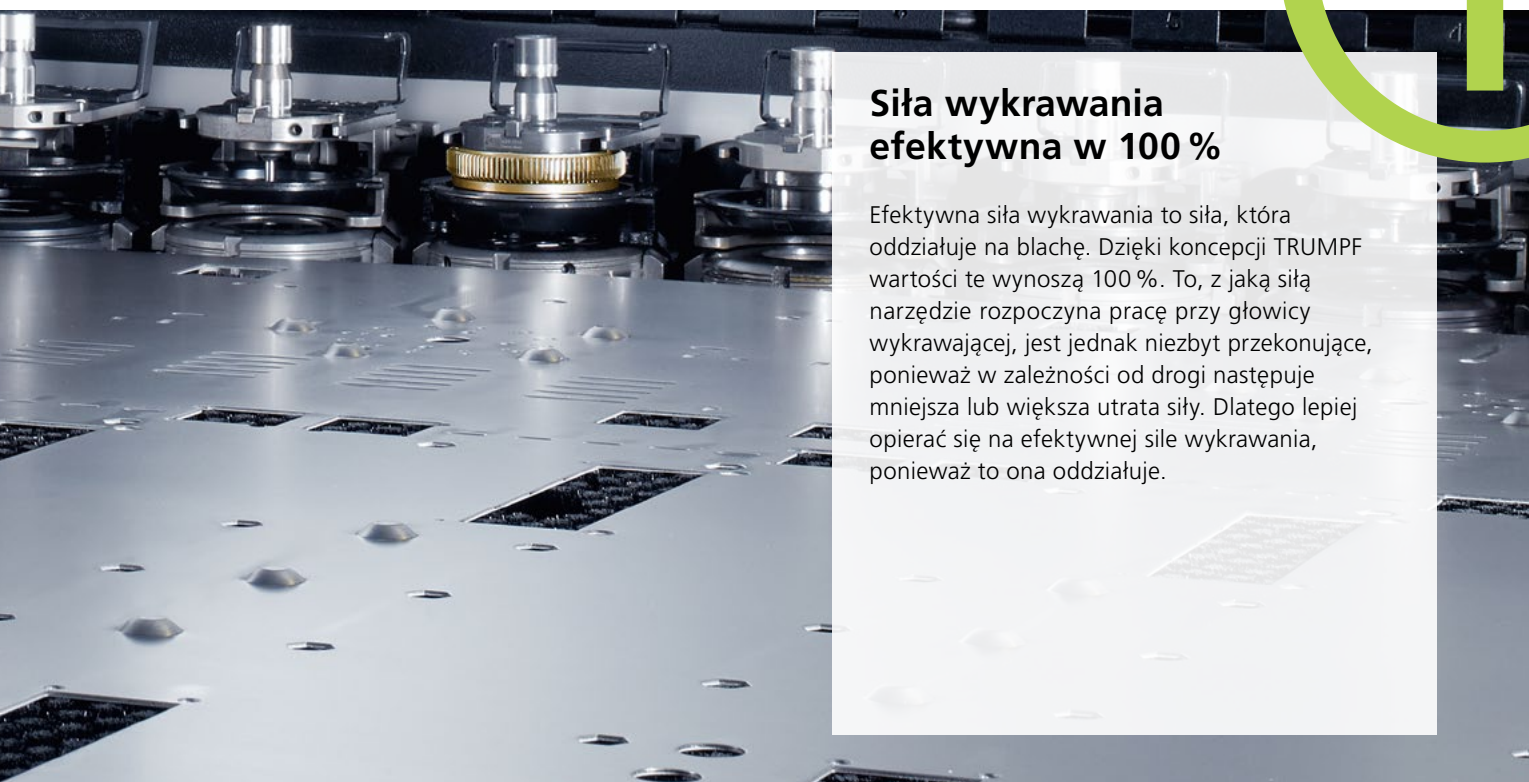 Siła wykrawania
efektywna w 100 %
Efektywna siła wykrawania to siła, która
oddziałuje na blachę. Dzięki koncepcji TRUMPF
wartości te wynoszą 100 %. To, z jaką siłą
narzędzie rozpoczyna pracę przy głowicy
wykrawającej, jest jednak niezbyt przekonujące,
ponieważ w zależności od drogi następuje
mniejsza lub większa utrata siły. Dlatego lepiej
opierać się na efektywnej sile wykrawania,
ponieważ to ona oddziałuje.